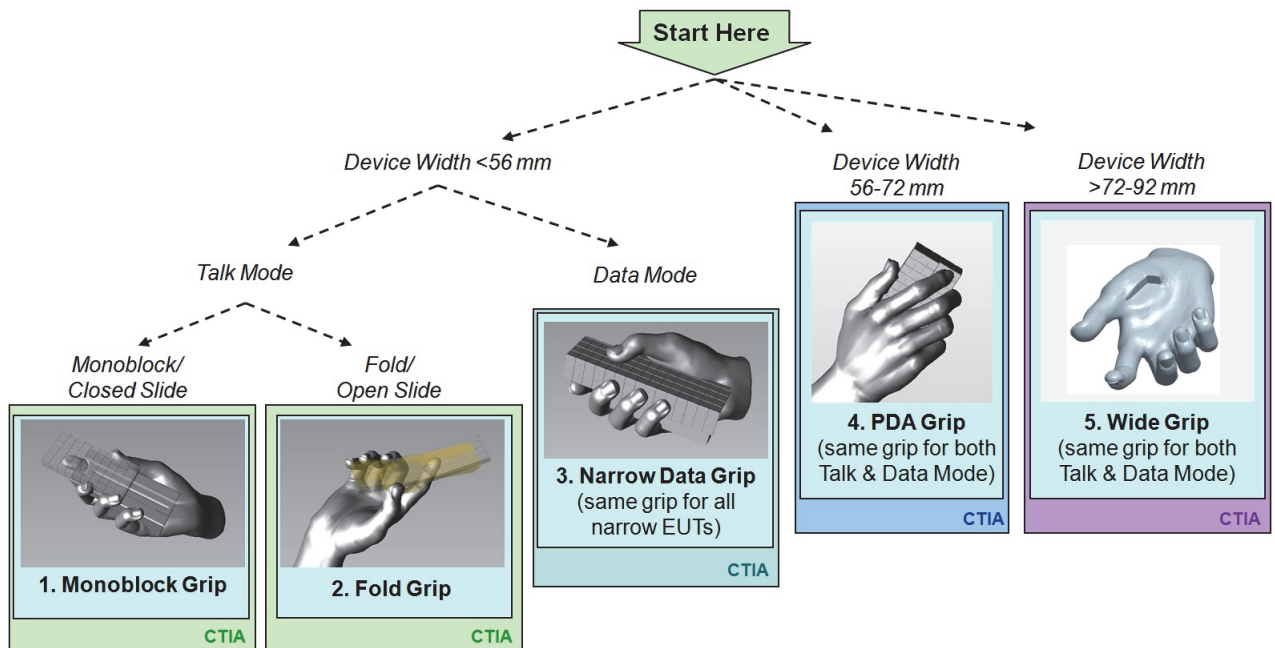 Start Here
Device Width <56 mm
Device Width
56-72 mm
Device Width
>72-92 mm
Talk Mode
Data Mode
Monoblock/
Closed Slide
Fold/
Open Slide
1. Monoblock Grip
CTIA
2. Fold Grip
CTIA
3. Narrow Data Grip
(same grip for all
narrow EUTs)
CTIA
4. PDA Grip
(same grip for both
Talk & Data Mode)
CTIA
5. Wide Grip
(same grip for both
Talk & Data Mode)
CTIA